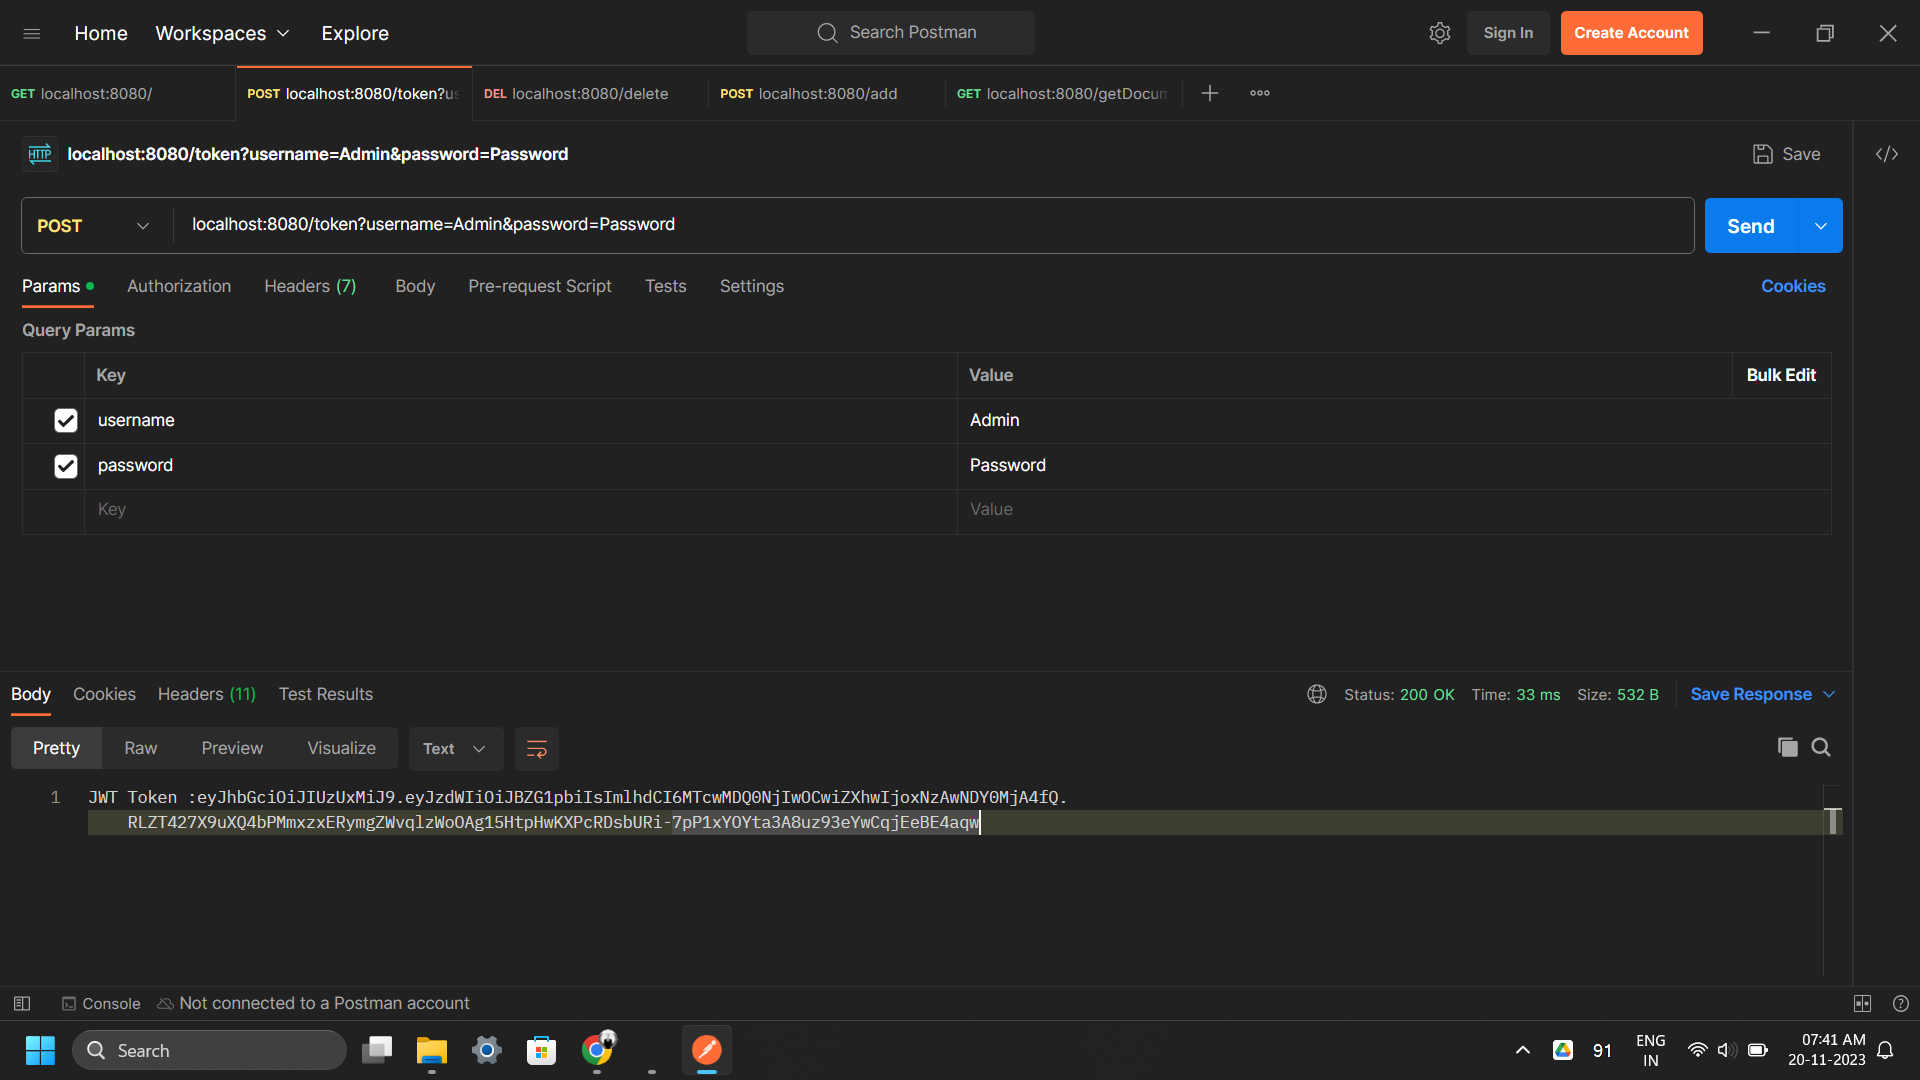 Home Workspaces Explore Search Postman Sign In Create Account
GET localhost:8080/ POST localhost:8080/token?us DEL localhost:8080/delete POST localhost:8080/add GET localhost:8080/getDocum
HTTP localhost:8080/token?username=Admin&password=Password Save </>
POST localhost:8080/token?username=Admin&password=Password Send
Params Authorization Headers (7) Body Pre-request Script Tests Settings Cookies
Query Params
Key Value Bulk Edit
username Admin
password Password
Key Value
Body Cookies Headers (11) Test Results Status: 200 OK Time: 33 ms Size: 532 B Save Response
Pretty Raw Preview Visualize Text
1 JWT Token :eyJhbGciOiJIUzUxMiJ9.eyJzdWIiOiJBZG1pbiIsImlhdCI6MTcwMDQ0NjIwOCwiZXhwIjoxNzAwNDY0MjA4fQ.
RLZT427X9uXQ4bPMmxzxERymgZWvqlzWoOAg15HtpHwKXPcRDsbURi-7pP1xYOYta3A8uz93eYwCqjEeBE4aqw
Console Not connected to a Postman account
Search 91 ENG IN 07:41 AM
20-11-2023